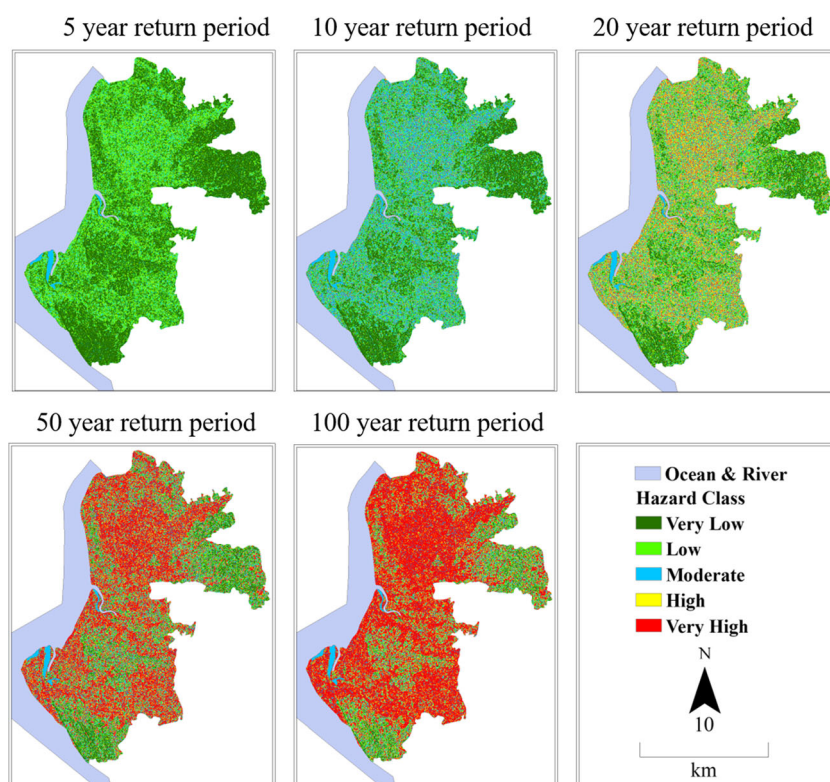 5 year return period
10 year return period
20 year return period
50 year return period
100 year return period
Ocean & River
Hazard Class
Very Low
Low
Moderate
High
Very High
N
10
km